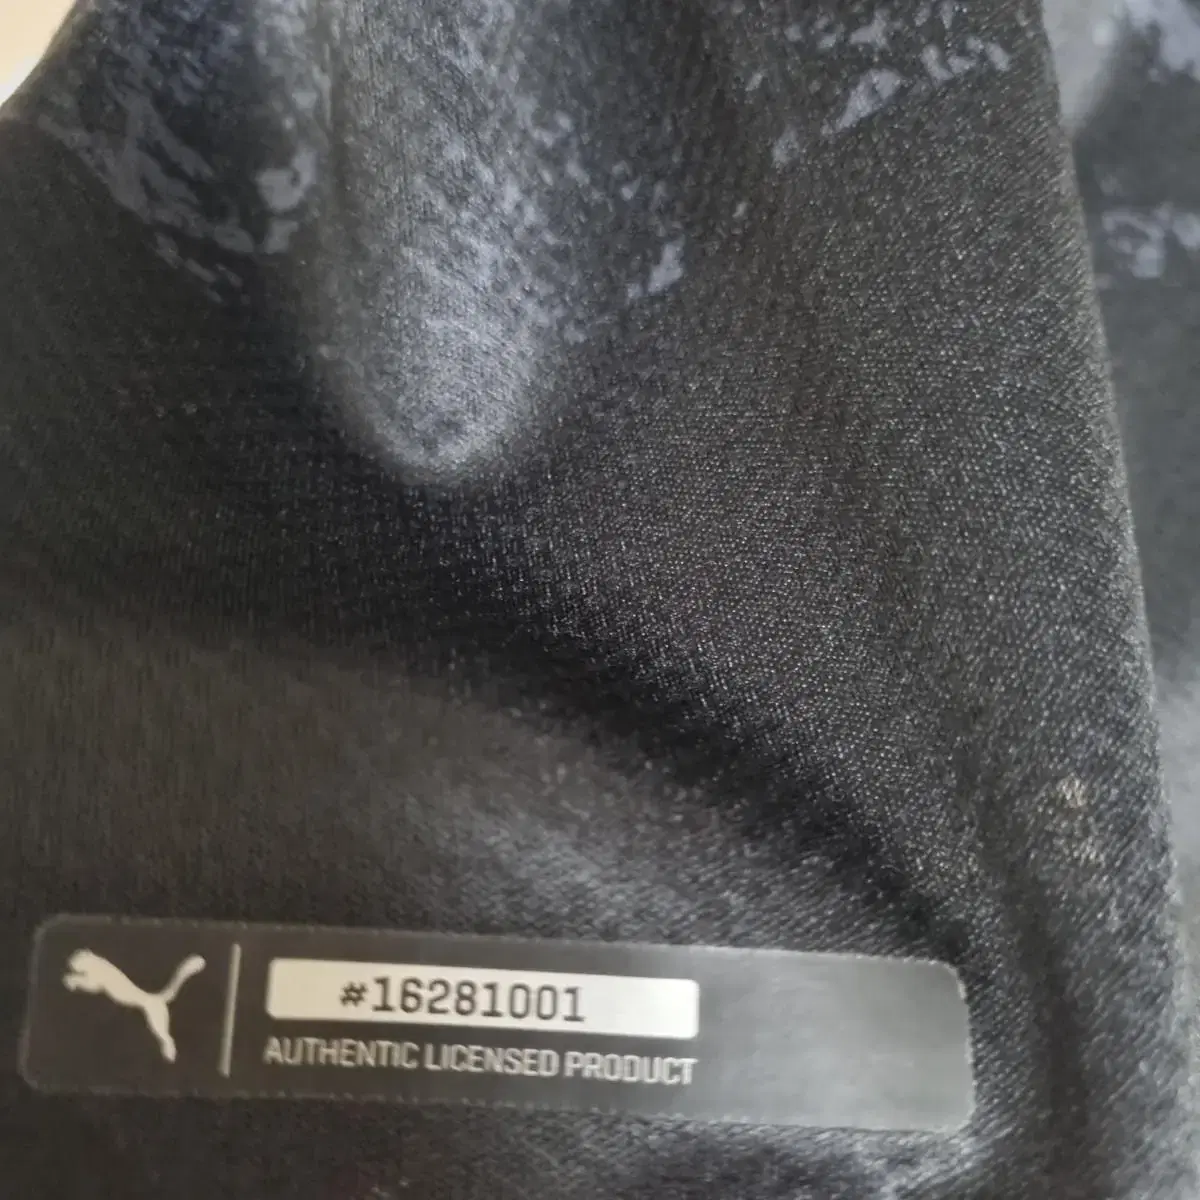 #16281001
AUTHENTIC LICENSED PRODUCT